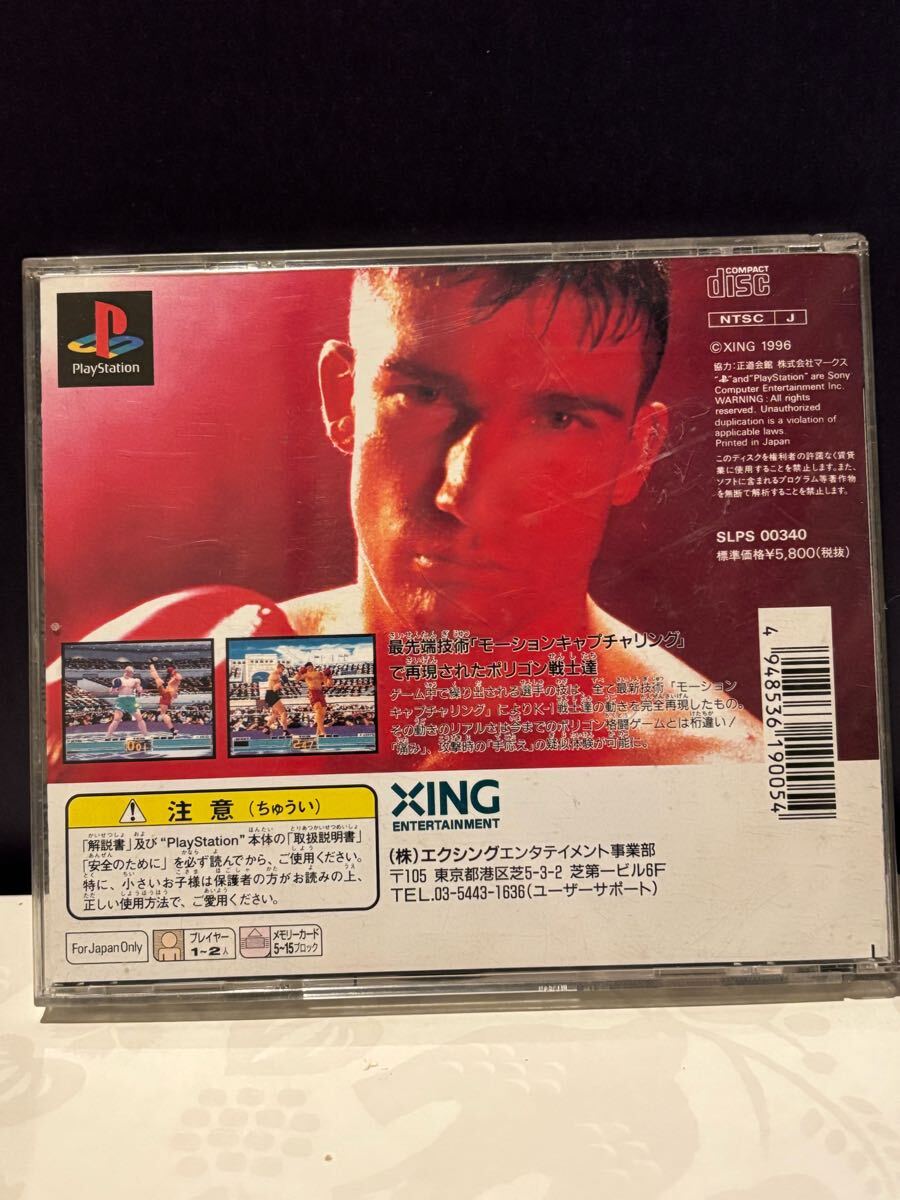 PlayStation
COMPACT
disc
NTSC J
©XING 1996
協力:正道会館 株式会社マークス
" "and"PlayStation" are Sony
Computer Entertainment Inc.
WARNING : All rights
reserved. Unauthorized
duplication is a violation of
applicable laws.
Printed in Japan
このディスクを権利者の許諾なく賃貸
業に使用することを禁止します。また、
ソフトに含まれるプログラム等著作物
を無断で解析することを禁止します。
SLPS 00340
標準価格¥5,800(税抜)
最先端技術「モーションキャプチャリング」
で再現されたポリゴン戦士達
ゲーム中で繰り出される選手の技は、全て最新技術「モーション
キャプチャリング」によりK-1戦士達の動きを完全再現したもの。
その動きのリアルさは今までのポリゴン格闘ゲームとは桁違い!
「痛み」、攻撃時の「手応え」の疑似体験が可能に。
4 948536 190054
注意(ちゅうい)
「解説書」及び“PlayStation”本体の「取扱説明書」
「安全のために」を必ず読んでから、ご使用ください。
特に、小さいお子様は保護者の方がお読みの上、
正しい使用方法で、ご愛用ください。
XING
ENTERTAINMENT
(株)エクシングエンタテイメント事業部
〒105 東京都港区芝5-3-2 芝第一ビル6F
TEL.03-5443-1636(ユーザーサポート)
For Japan Only
プレイヤー
1~2人
メモリーカード
5~15ブロック